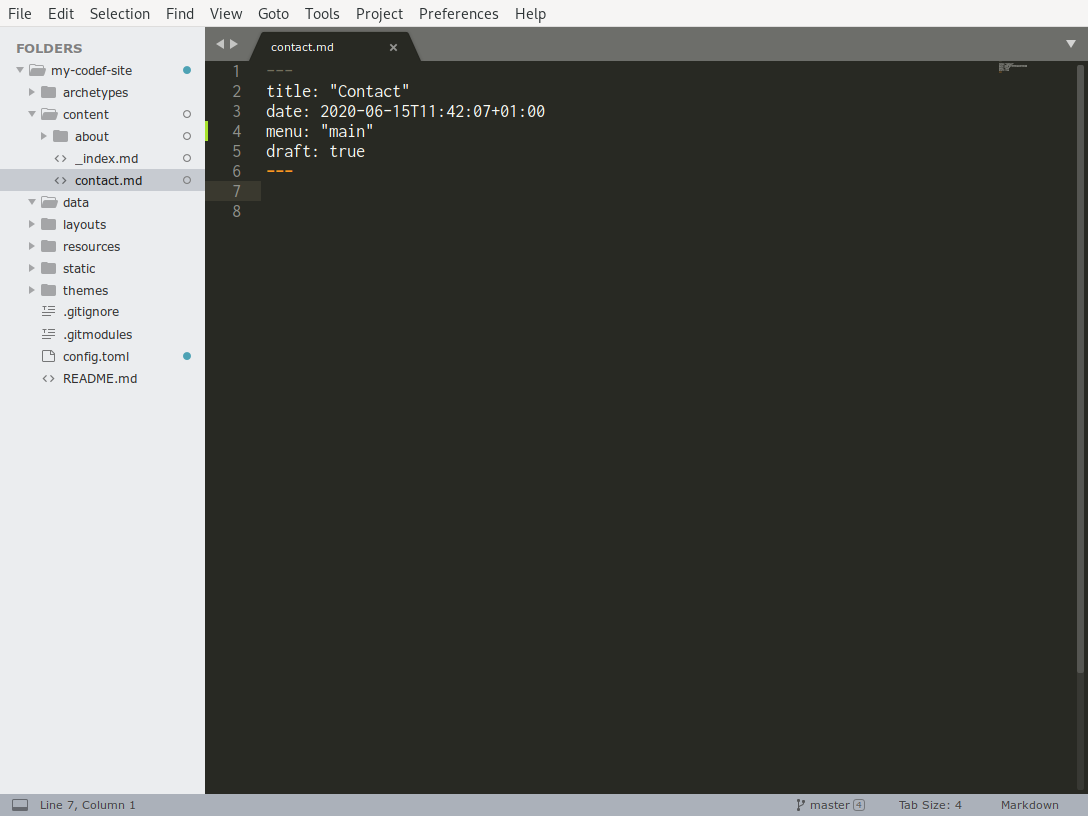 File Edit Selection Find View Goto Tools Project Preferences Help
FOLDERS
my-codef-site
archetypes
content
about
_index.md
contact.md
data
layouts
resources
static
themes
.gitignore
.gitmodules
config.toml
README.md
contact.md ×
1 ---
2 title: "Contact"
3 date: 2020-06-15T11:42:07+01:00
4 menu: "main"
5 draft: true
6 ---
7
8
Line 7, Column 1 master 4 Tab Size: 4 Markdown